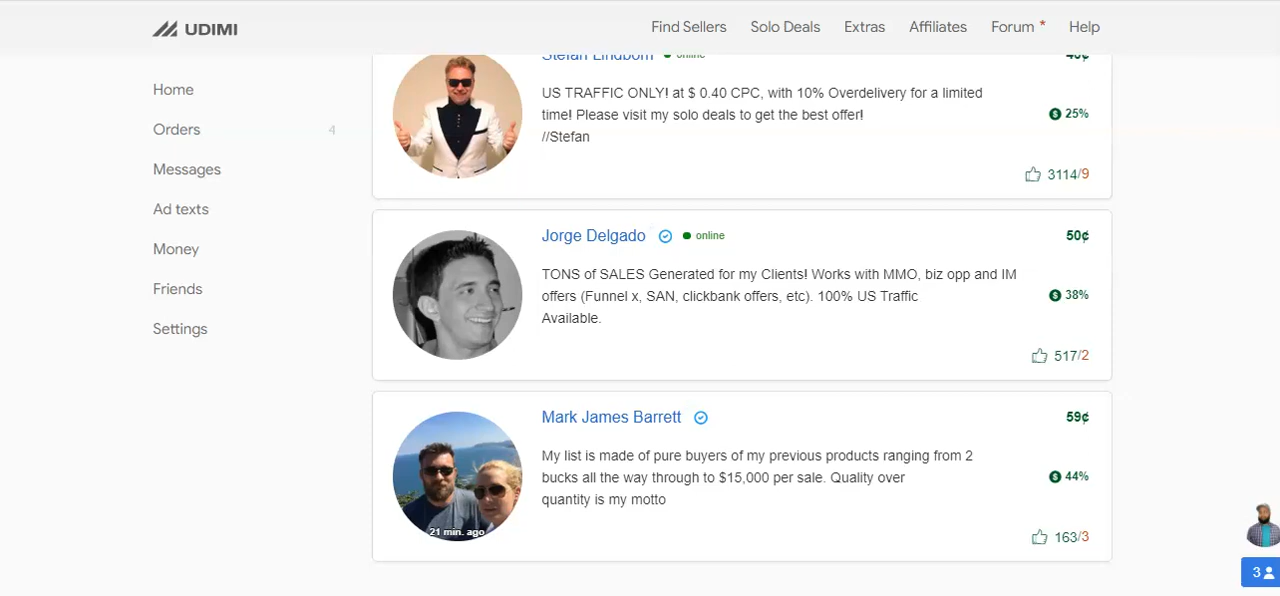 UDIMI
Find Sellers
Solo Deals
Extras
Affiliates
Forum *
Help
Home
Orders 4
Messages
Ad texts
Money
Friends
Settings
Stefan Lindbom online
40¢
US TRAFFIC ONLY! at $ 0.40 CPC, with 10% Overdelivery for a limited
time! Please visit my solo deals to get the best offer!
//Stefan
$ 25%
3114/9
Jorge Delgado online
50¢
TONS of SALES Generated for my Clients! Works with MMO, biz opp and IM
offers (Funnel x, SAN, clickbank offers, etc). 100% US Traffic
Available.
$ 38%
517/2
Mark James Barrett
59¢
My list is made of pure buyers of my previous products ranging from 2
bucks all the way through to $15,000 per sale. Quality over
quantity is my motto
$ 44%
21 min. ago
163/3
3